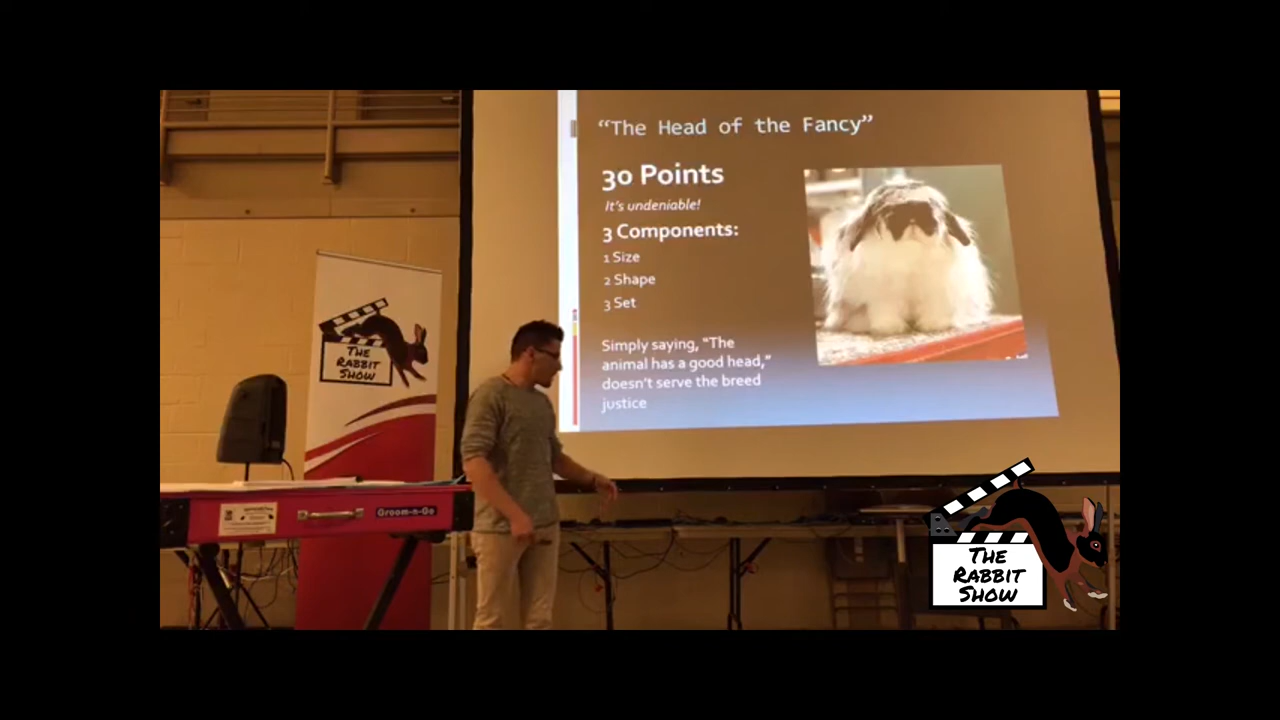 “The Head of the Fancy”
30 Points
It's undeniable!
3 Components:
1 Size
2 Shape
3 Set
Simply saying, “The
animal has a good head,”
doesn't serve the breed
justice
THE
RABBIT
SHOW
Groom-n-Go
THE
RABBIT
SHOW